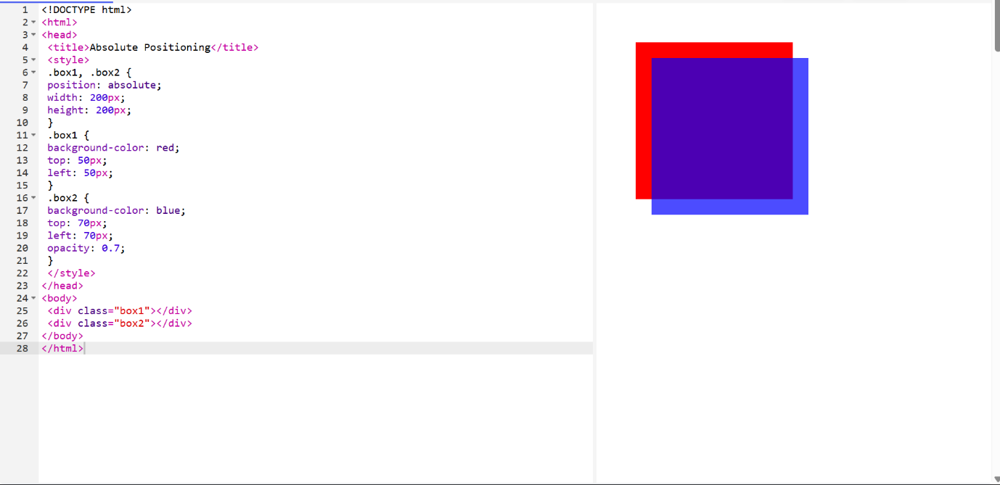 1 <!DOCTYPE html>
2 <html>
3 <head>
4 <title>Absolute Positioning</title>
5 <style>
6 .box1, .box2 {
7 position: absolute;
8 width: 200px;
9 height: 200px;
10 }
11 .box1 {
12 background-color: red;
13 top: 50px;
14 left: 50px;
15 }
16 .box2 {
17 background-color: blue;
18 top: 70px;
19 left: 70px;
20 opacity: 0.7;
21 }
22 </style>
23 </head>
24 <body>
25 <div class="box1"></div>
26 <div class="box2"></div>
27 </body>
28 </html>